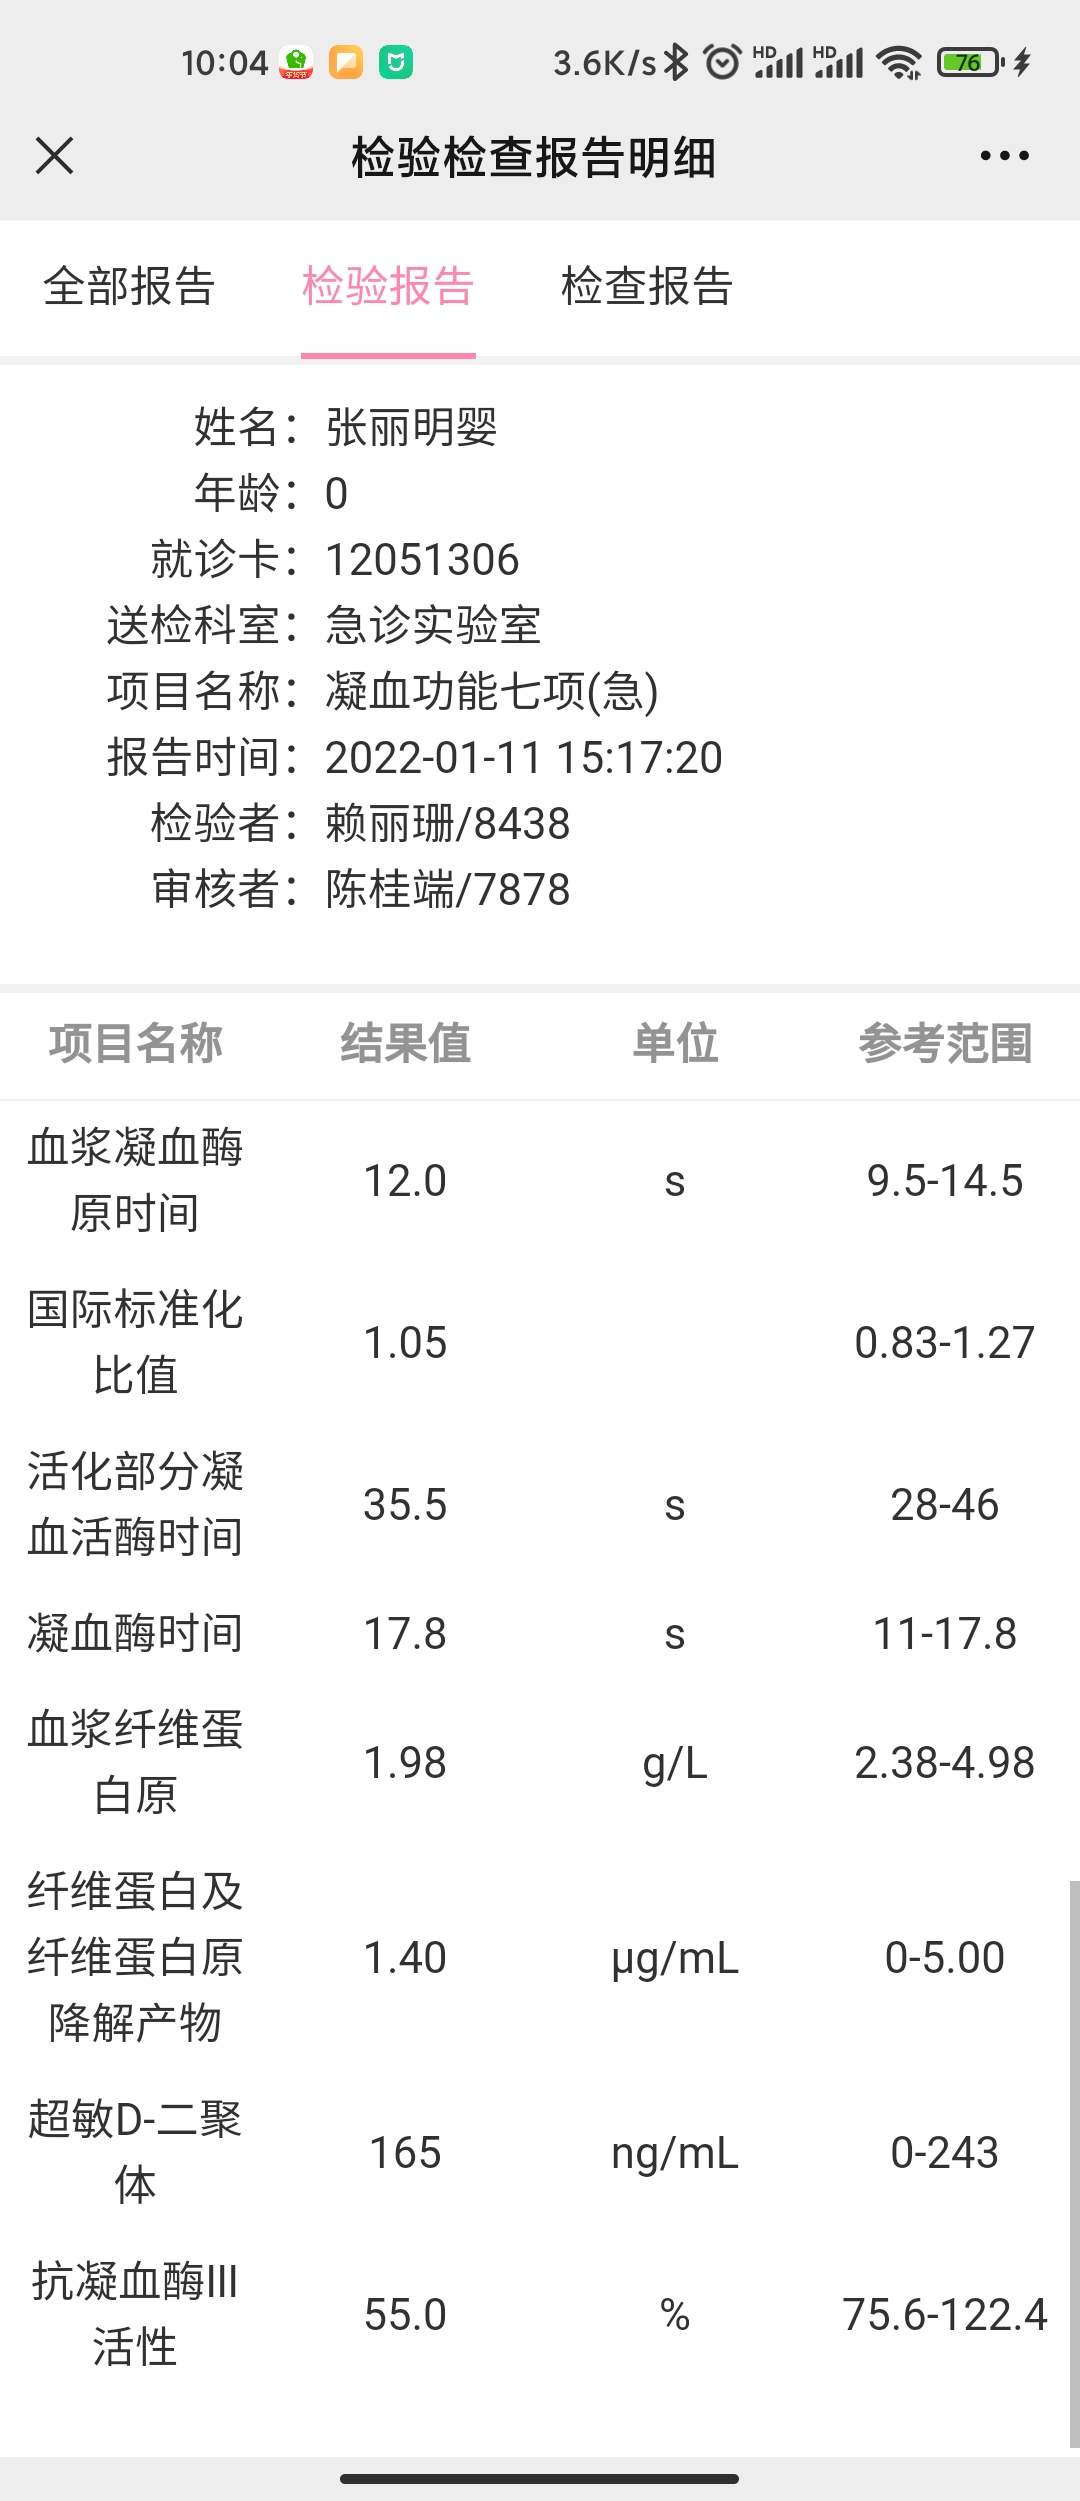 10:04 3.6K/s HD HD 76
检验检查报告明细
全部报告 检验报告 检查报告
姓名：张丽明婴
年龄：0
就诊卡：12051306
送检科室：急诊实验室
项目名称：凝血功能七项(急)
报告时间：2022-01-11 15:17:20
检验者：赖丽珊/8438
审核者：陈桂端/7878
项目名称 结果值 单位 参考范围
血浆凝血酶
原时间 12.0 s 9.5-14.5
国际标准化
比值 1.05 0.83-1.27
活化部分凝
血活酶时间 35.5 s 28-46
凝血酶时间 17.8 s 11-17.8
血浆纤维蛋
白原 1.98 g/L 2.38-4.98
纤维蛋白及
纤维蛋白原 1.40 μg/mL 0-5.00
降解产物
超敏D-二聚
体 165 ng/mL 0-243
抗凝血酶III
活性 55.0 % 75.6-122.4